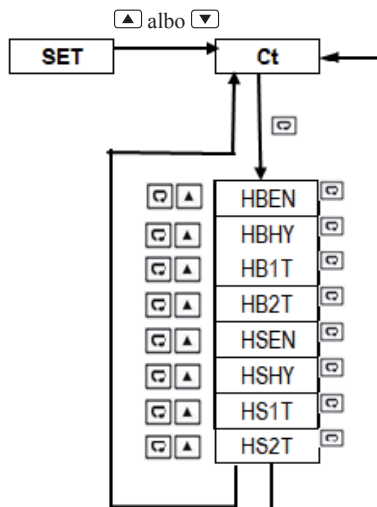 ▲ albo ▼
SET
Ct
HBEN
HBHY
HB1T
HB2T
HSEN
HSHY
HS1T
HS2T